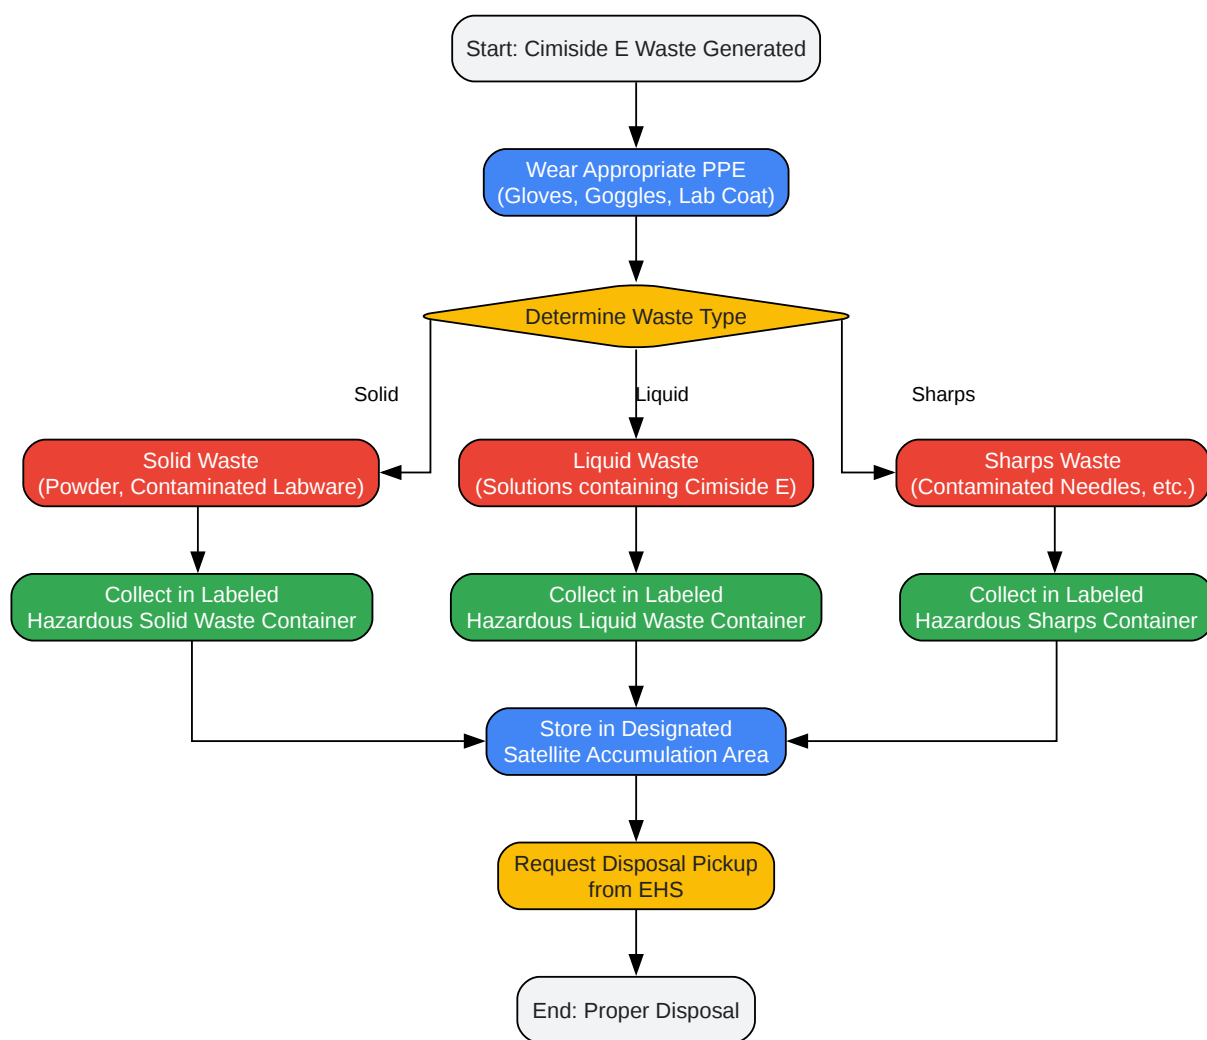 Start: Cimiside E Waste Generated
Wear Appropriate PPE
(Gloves, Goggles, Lab Coat)
Determine Waste Type
Solid
Liquid
Sharps
Solid Waste
(Powder, Contaminated Labware)
Liquid Waste
(Solutions containing Cimiside E)
Sharps Waste
(Contaminated Needles, etc.)
Collect in Labeled
Hazardous Solid Waste Container
Collect in Labeled
Hazardous Liquid Waste Container
Collect in Labeled
Hazardous Sharps Container
Store in Designated
Satellite Accumulation Area
Request Disposal Pickup
from EHS
End: Proper Disposal